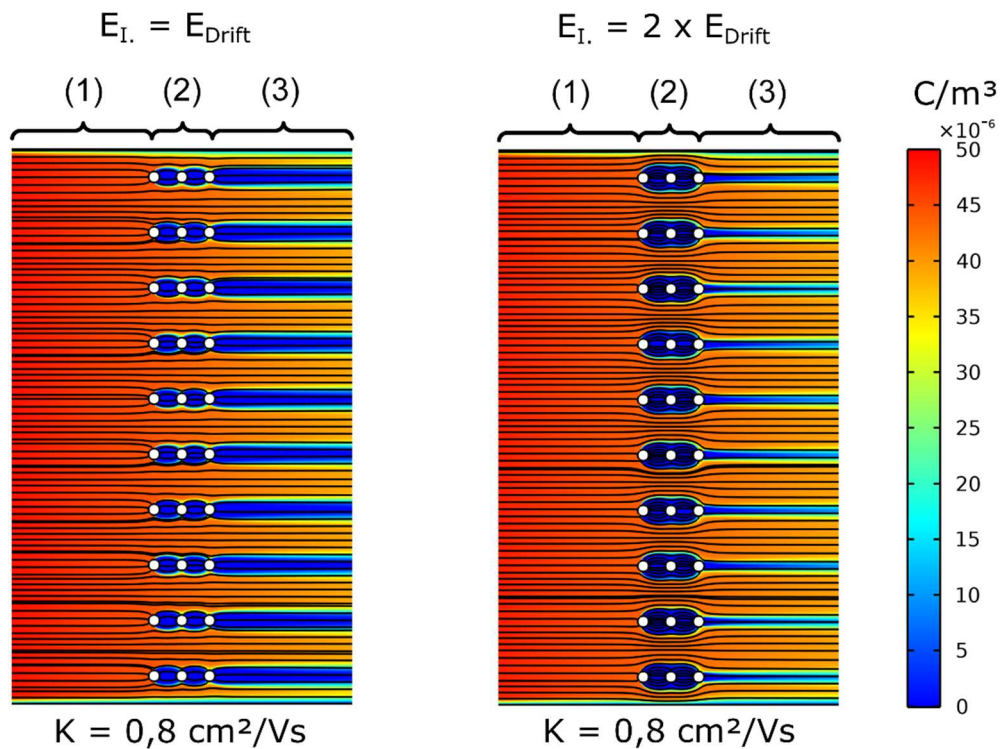 E_I. = E_Drift
E_I. = 2 x E_Drift
(1) (2) (3)
(1) (2) (3)
C/m³
×10⁻⁶
50
45
40
35
30
25
20
15
10
5
0
K = 0,8 cm²/Vs
K = 0,8 cm²/Vs